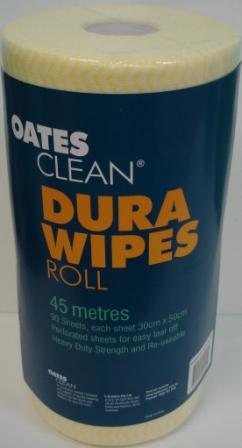 OATES
CLEAN®
DURA
WIPES
ROLL
45 metres
90 Sheets, each sheet 30cm x 50cm
Perforated sheets for easy tear off
Heavy Duty Strength and Re-useable
OATES
CLEAN